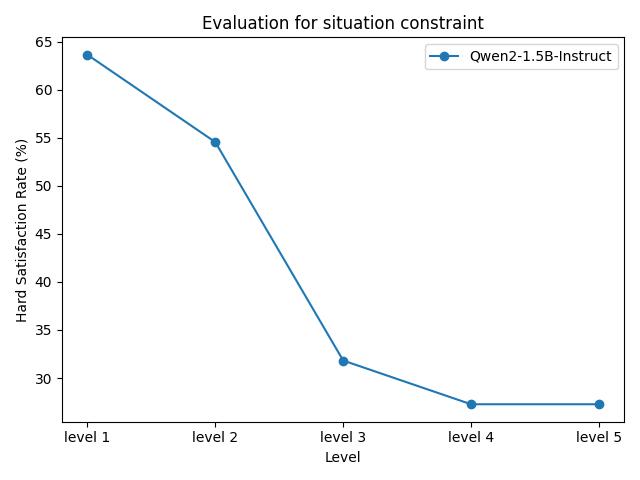 Evaluation for situation constraint
Qwen2-1.5B-Instruct
Hard Satisfaction Rate (%)
65
60
55
50
45
40
35
30
level 1 level 2 level 3 level 4 level 5
Level